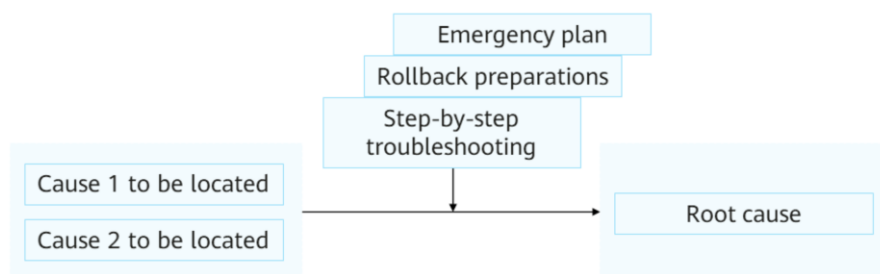 Emergency plan
Rollback preparations
Step-by-step
troubleshooting
Cause 1 to be located
Cause 2 to be located
Root cause